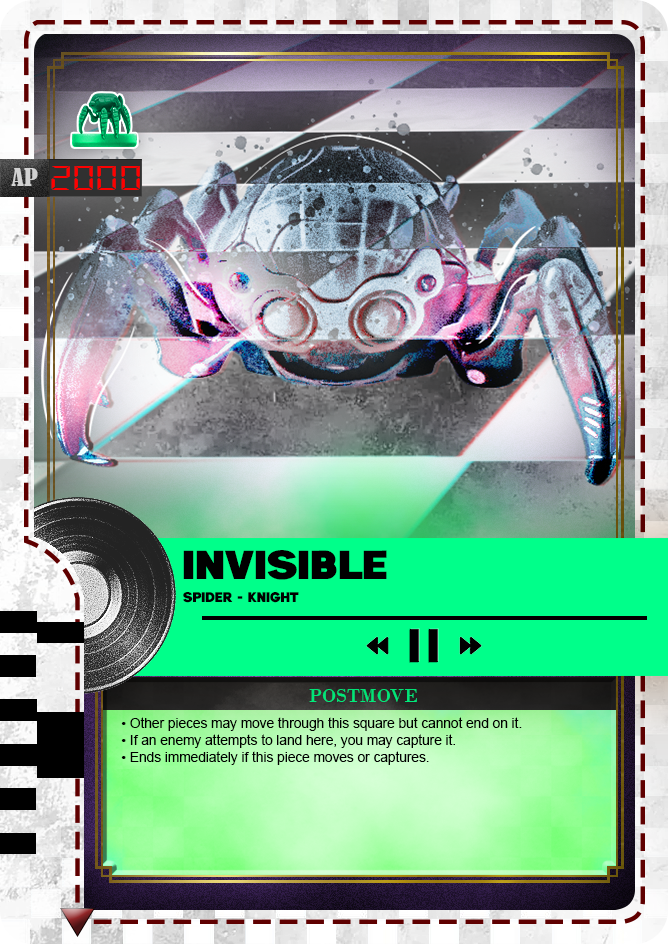 AP 2000
INVISIBLE
SPIDER - KNIGHT
POSTMOVE
• Other pieces may move through this square but cannot end on it.
• If an enemy attempts to land here, you may capture it.
• Ends immediately if this piece moves or captures.